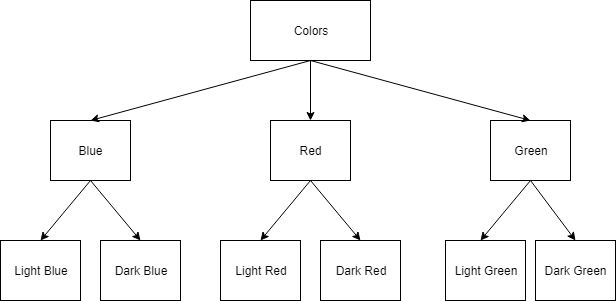 Colors
Blue
Red
Green
Light Blue
Dark Blue
Light Red
Dark Red
Light Green
Dark Green